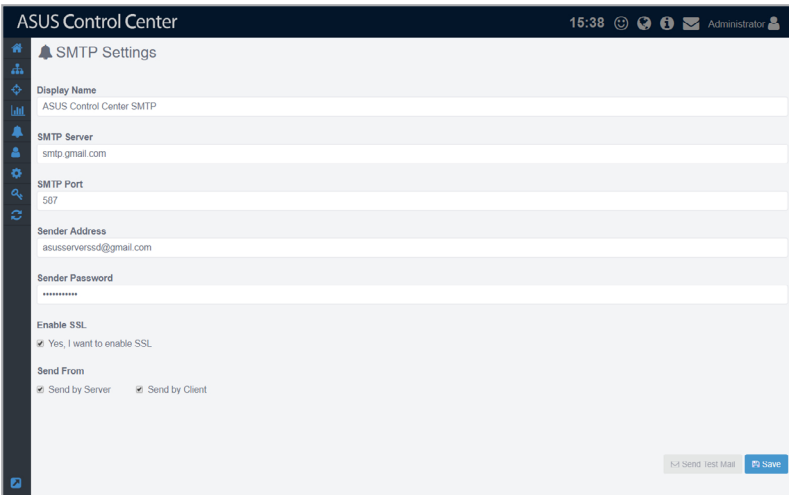 ASUS Control Center
15:38
Administrator
SMTP Settings
Display Name
ASUS Control Center SMTP
SMTP Server
smtp.gmail.com
SMTP Port
587
Sender Address
asusserverssd@gmail.com
Sender Password
•••••••••••
Enable SSL
Yes, I want to enable SSL
Send From
Send by Server Send by Client
Send Test Mail Save